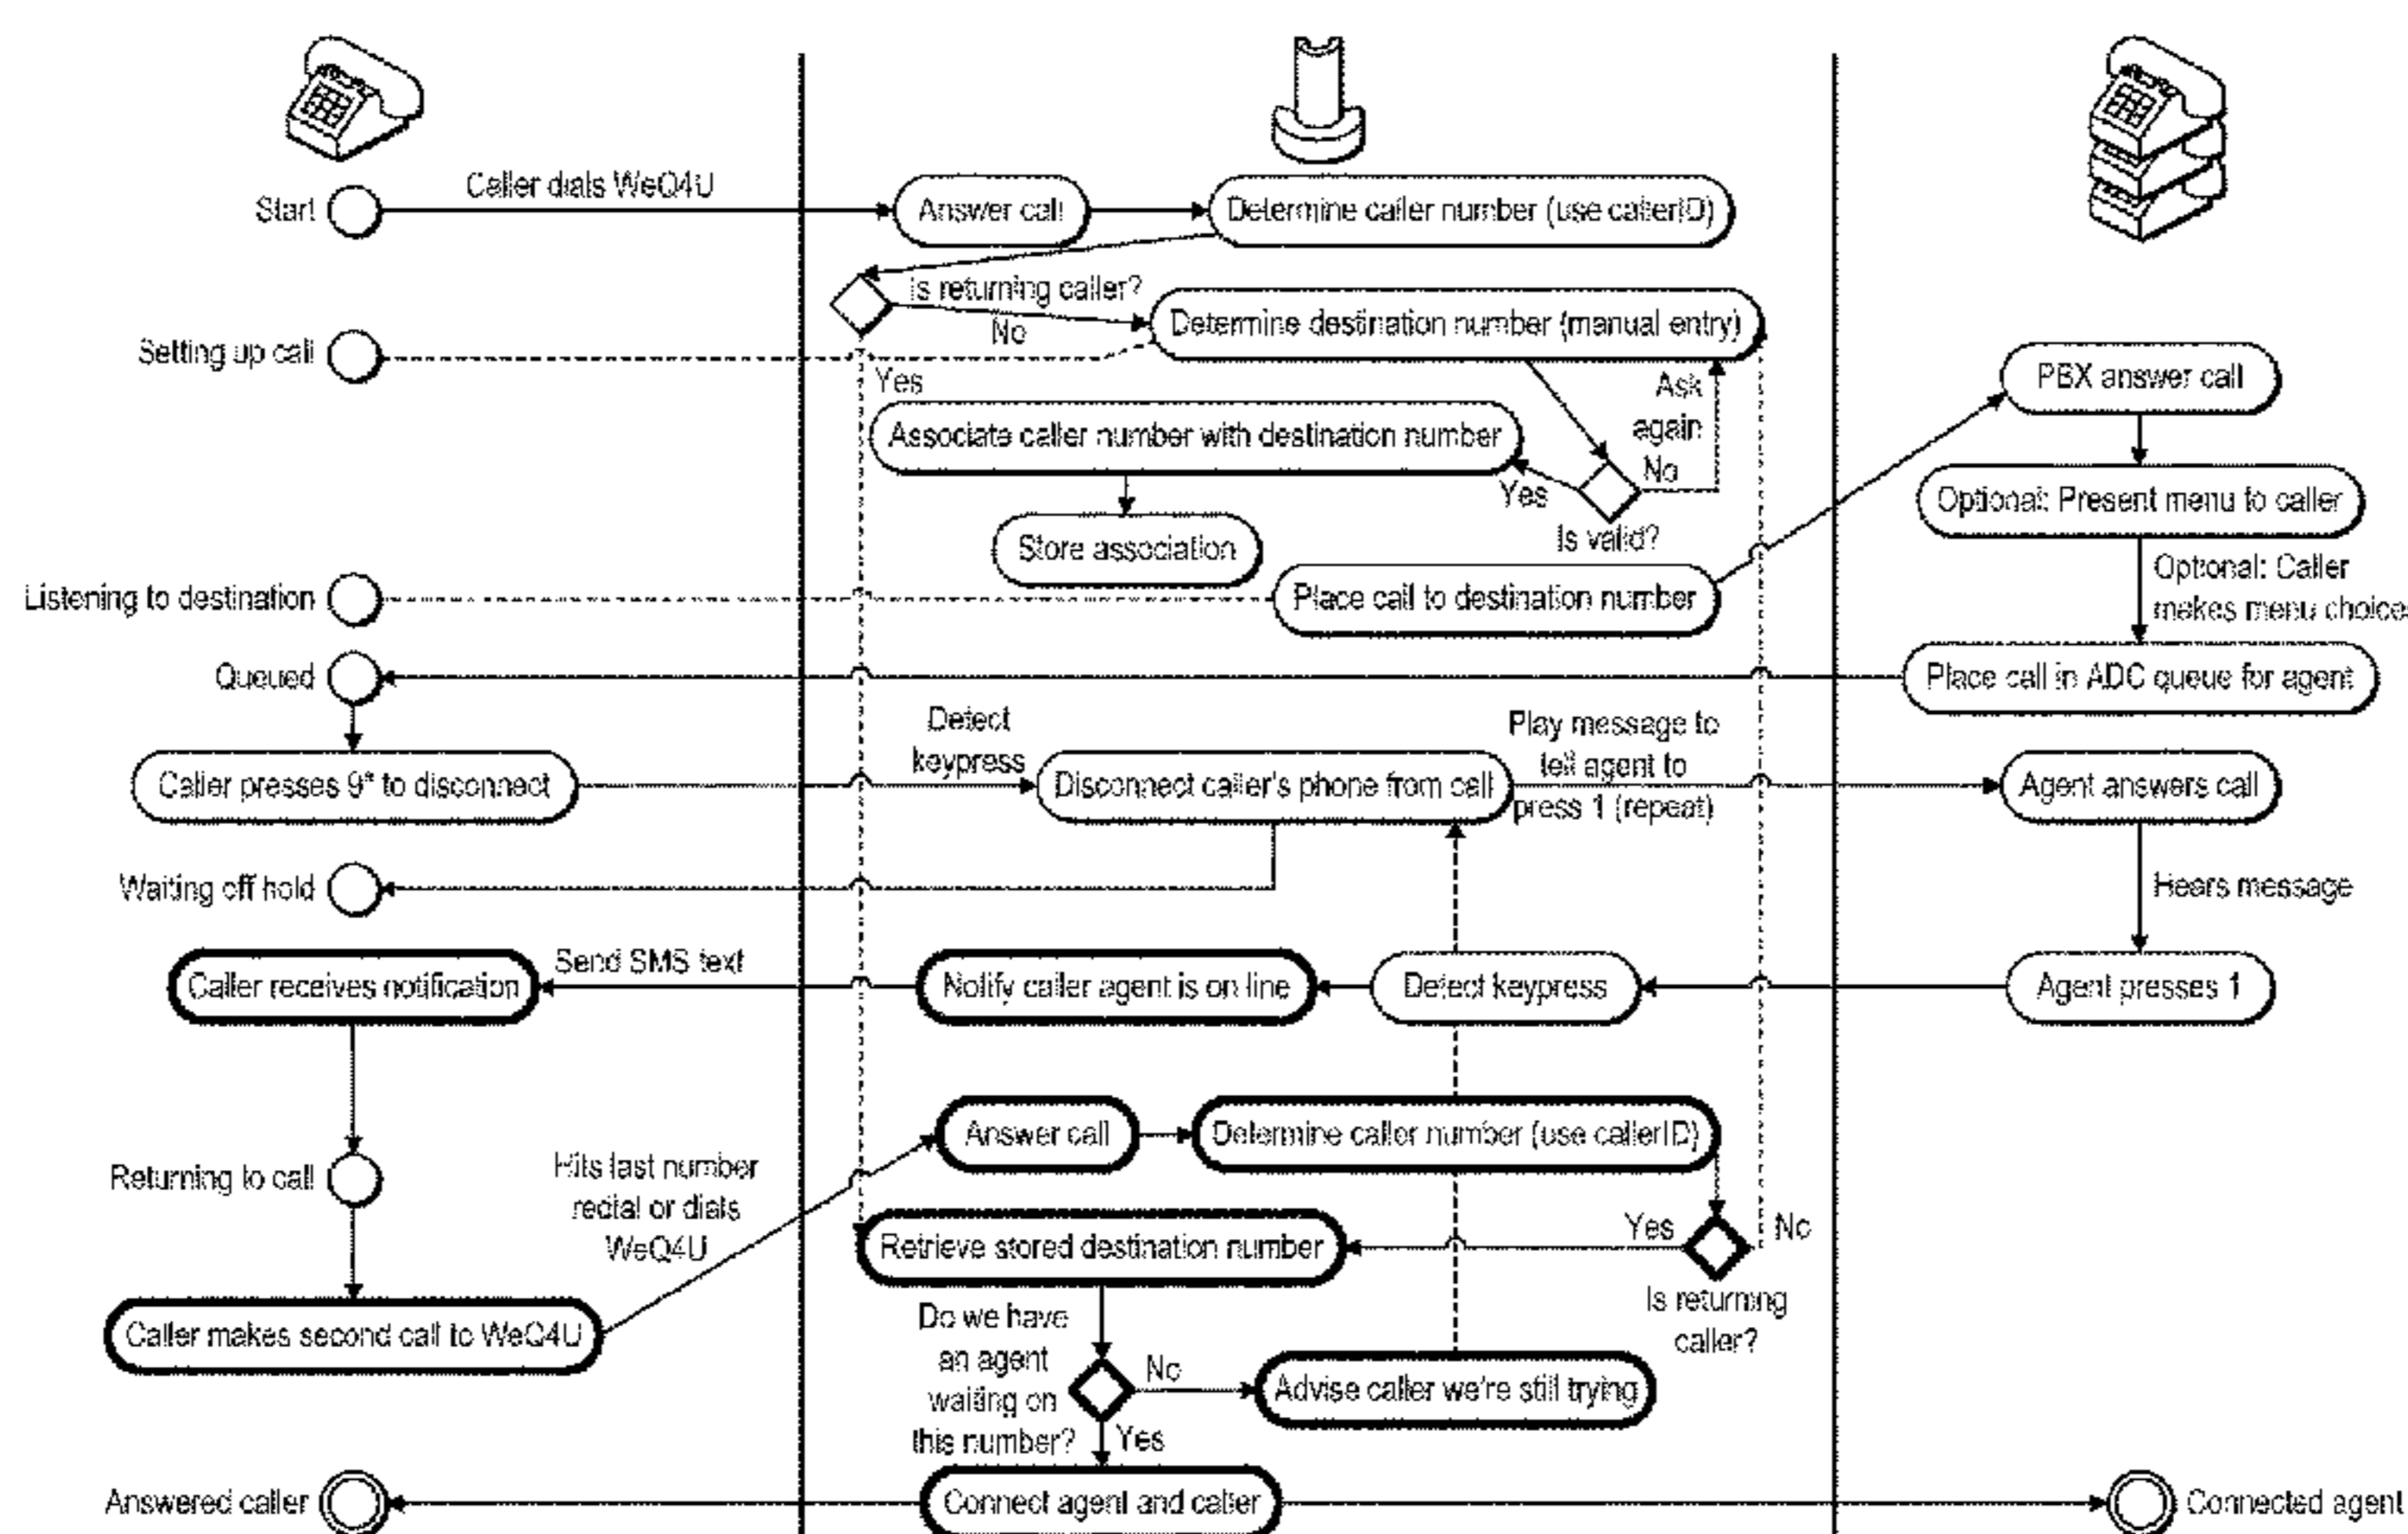 Caller dials WeQ4U
Start
Answer call
Determine caller number (use callerID)
Is returning caller?
No
Determine destination number (manual entry)
Setting up call
Yes
Ask
again
No
PBX answer call
Associate caller number with destination number
Yes
Is valid?
Optional: Present menu to caller
Store association
Optional: Caller
makes menu choices
Listening to destination
Place call to destination number
Queued
Place call in ADC queue for agent
Detect
keypress
Play message to
tell agent to
press 1 (repeat)
Caller presses 9* to disconnect
Disconnect caller's phone from call
Agent answers call
Waiting off hold
Hears message
Caller receives notification
Send SMS text
Notify caller agent is on line
Detect keypress
Agent presses 1
Answer call
Determine caller number (use callerID)
Returning to call
Hits last number
redial or dials
WeQ4U
Retrieve stored destination number
Yes
No
Is returning
caller?
Caller makes second call to WeQ4U
Do we have
an agent
waiting on
this number?
No
Advise caller we're still trying
Yes
Answered caller
Connect agent and caller
Connected agent